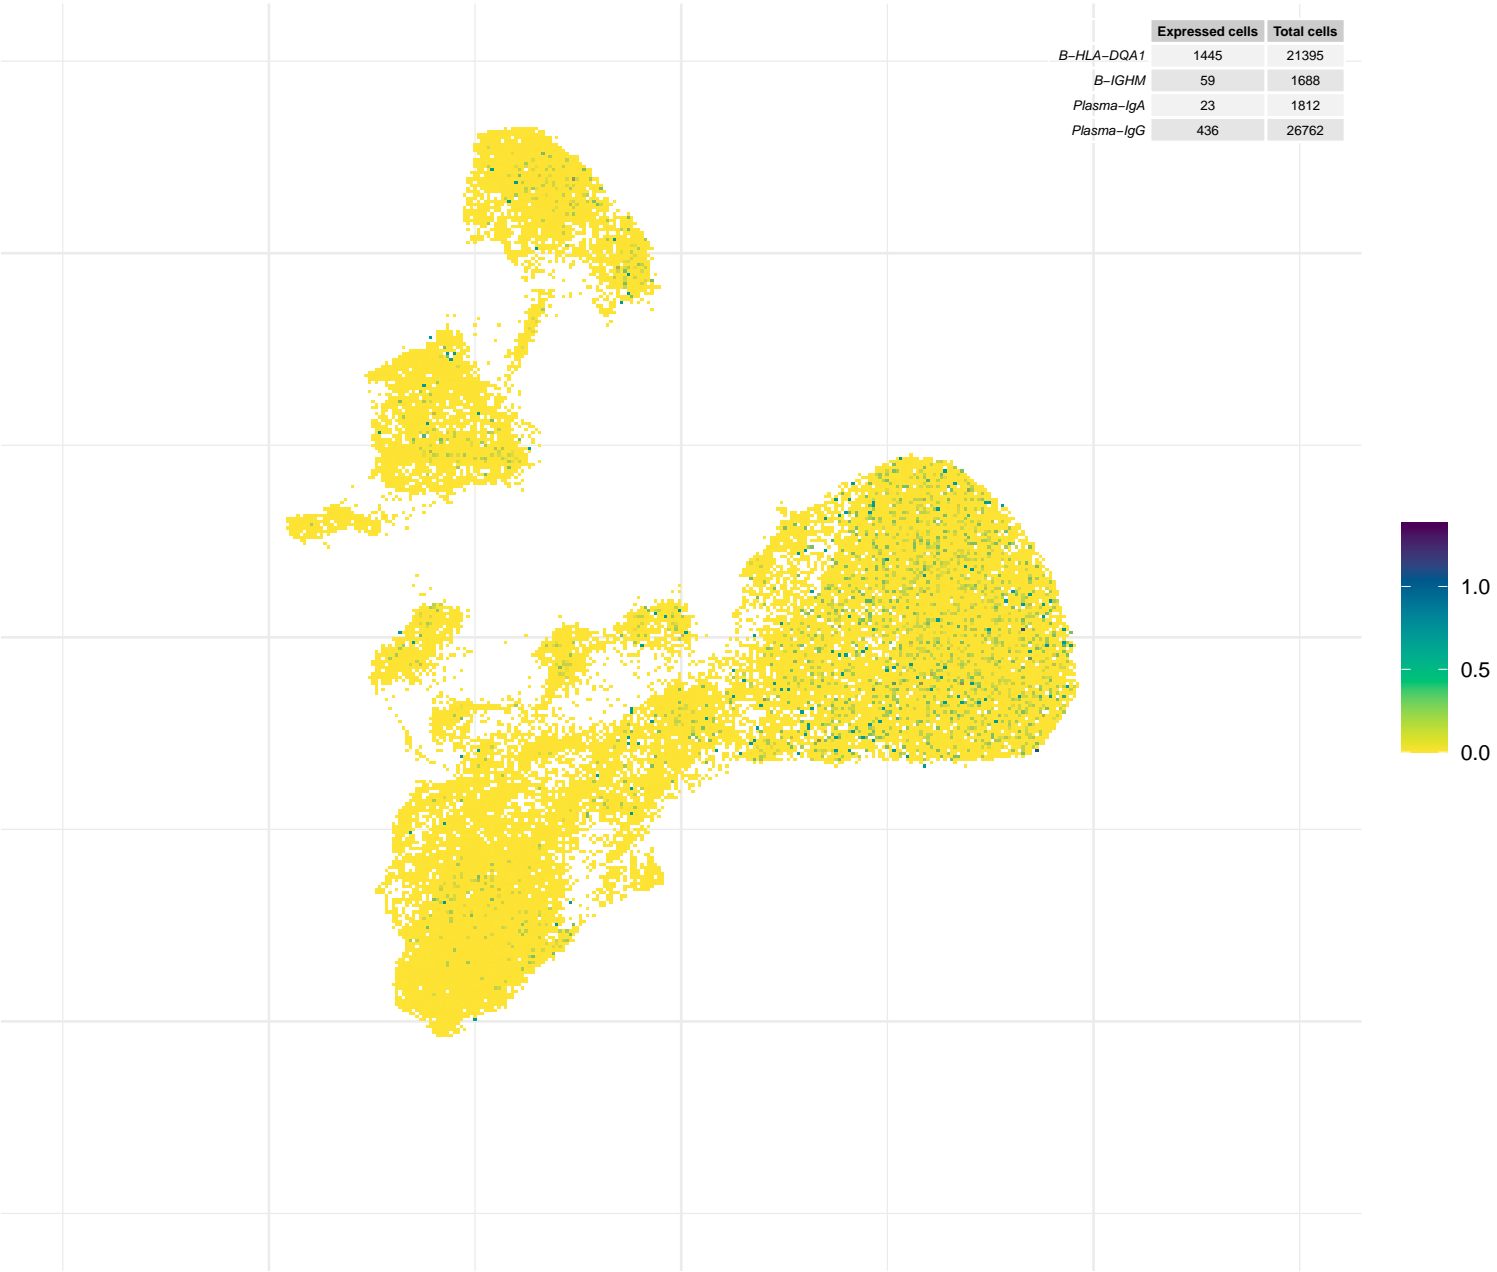 Expressed cells Total cells
B−HLA−DQA1 1445 21395
B−IGHM 59 1688
Plasma−IgA 23 1812
Plasma−IgG 436 26762
1.0
0.5
0.0